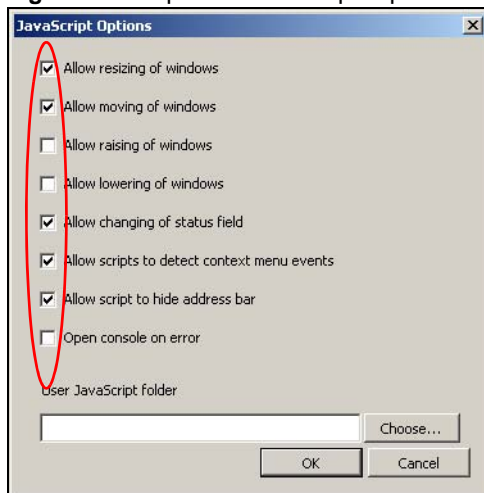 JavaScript Options
Allow resizing of windows
Allow moving of windows
Allow raising of windows
Allow lowering of windows
Allow changing of status field
Allow scripts to detect context menu events
Allow script to hide address bar
Open console on error
User JavaScript folder
Choose...
OK
Cancel